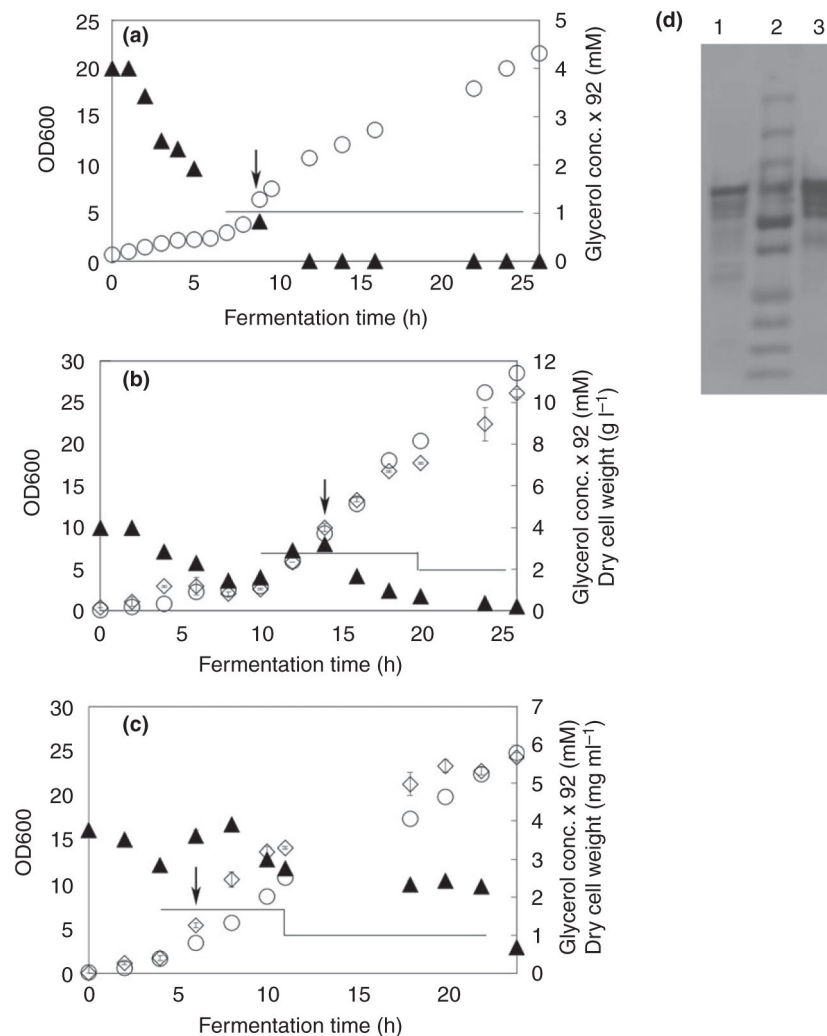 (a)
25
20
15
10
5
0
OD600
5
4
3
2
1
0
Glycerol conc. x 92 (mM)
0 5 10 15 20 25
Fermentation time (h)
(b)
30
25
20
15
10
5
0
OD600
12
10
8
6
4
2
0
Glycerol conc. x 92 (mM)
Dry cell weight (g l⁻¹)
0 5 10 15 20 25
Fermentation time (h)
(c)
30
25
20
15
10
5
0
OD600
7
6
5
4
3
2
1
0
Glycerol conc. x 92 (mM)
Dry cell weight (mg ml⁻¹)
0 5 10 15 20
Fermentation time (h)
(d)
1 2 3